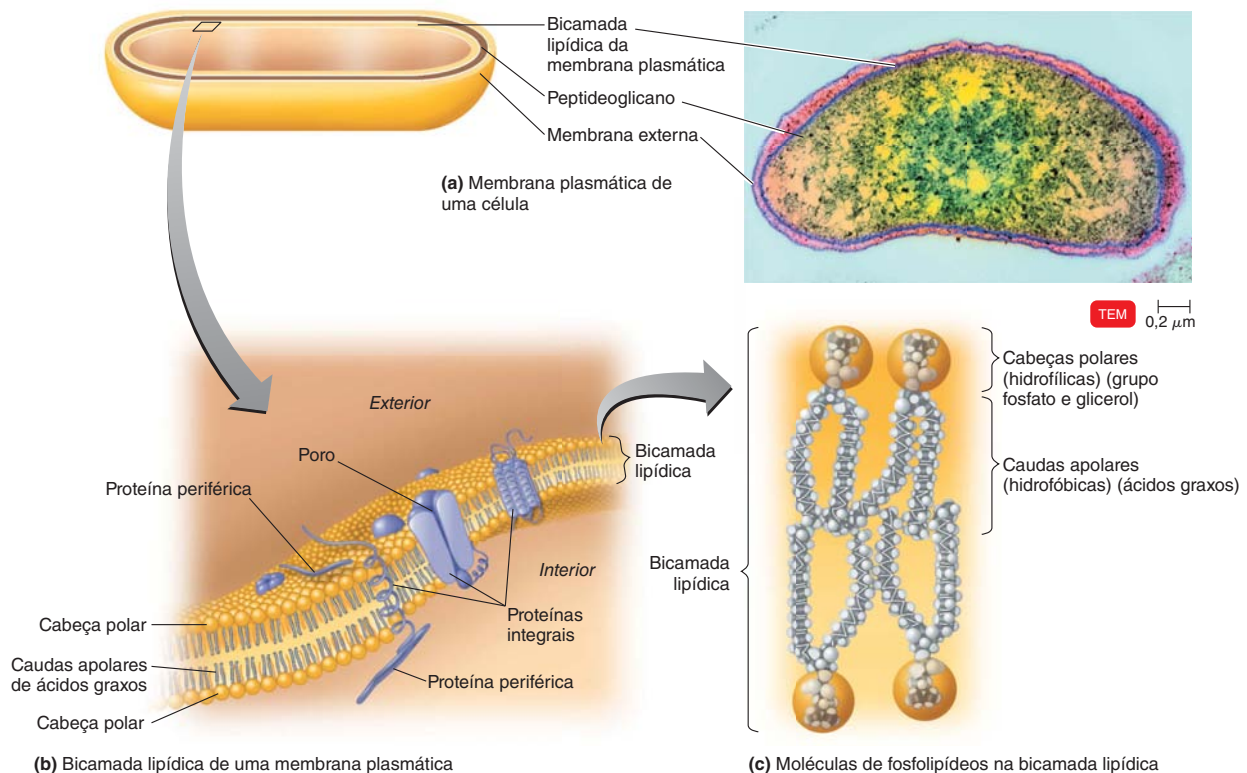 Bicamada
lipídica da
membrana plasmática
Peptideoglicano
Membrana externa
(a) Membrana plasmática de
uma célula
TEM
0,2 μm
Exterior
Poro
Proteína periférica
Bicamada
lipídica
Interior
Proteínas
integrais
Cabeça polar
Caudas apolares
de ácidos graxos
Proteína periférica
Cabeça polar
(b) Bicamada lipídica de uma membrana plasmática
Cabeças polares
(hidrofílicas) (grupo
fosfato e glicerol)
Caudas apolares
(hidrofóbicas) (ácidos graxos)
Bicamada
lipídica
(c) Moléculas de fosfolipídeos na bicamada lipídica